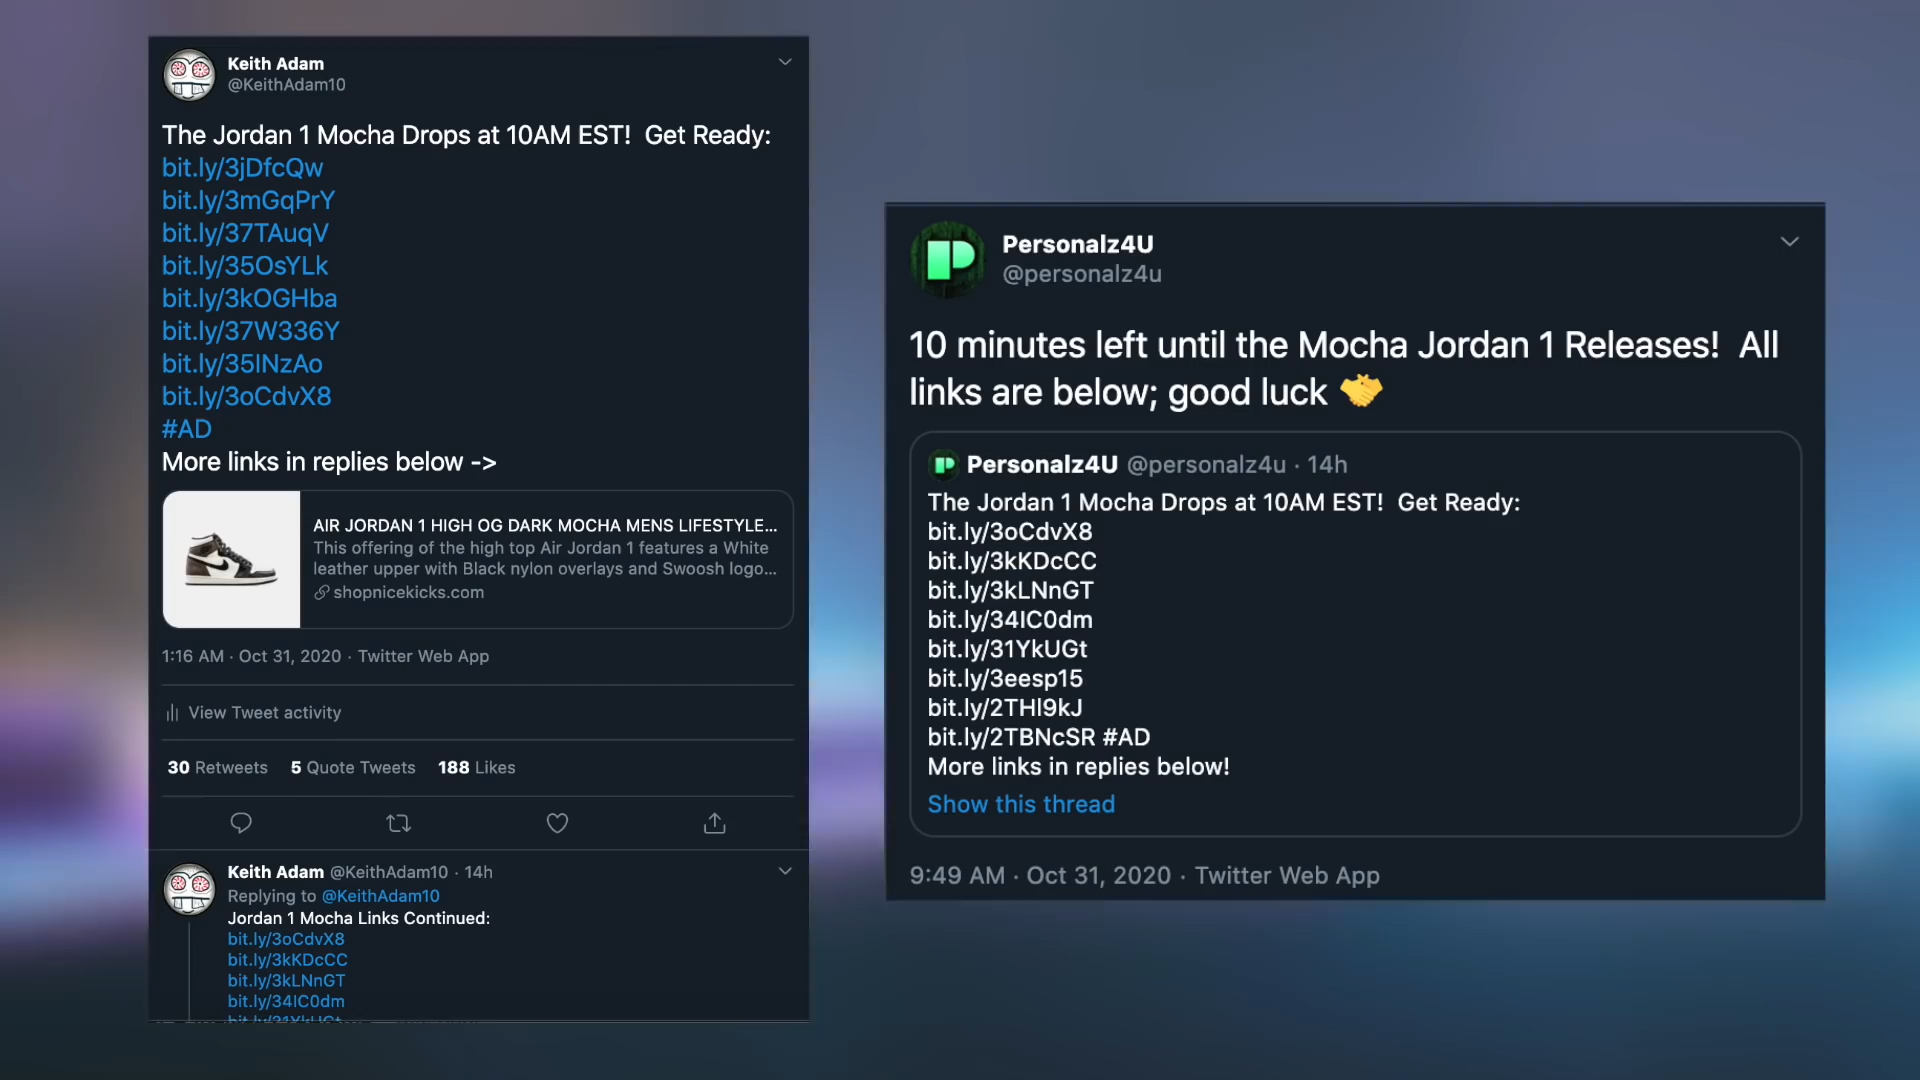 Keith Adam
@KeithAdam10
The Jordan 1 Mocha Drops at 10AM EST!  Get Ready:
bit.ly/3jDfcQw
bit.ly/3mGqPrY
bit.ly/37TAuqV
bit.ly/35OsYLk
bit.ly/3kOGHba
bit.ly/37W336Y
bit.ly/35INzAo
bit.ly/3oCdvX8
#AD
More links in replies below ->
AIR JORDAN 1 HIGH OG DARK MOCHA MENS LIFESTYLE...
This offering of the high top Air Jordan 1 features a White
leather upper with Black nylon overlays and Swoosh logo...
shopnicekicks.com
1:16 AM · Oct 31, 2020 · Twitter Web App
View Tweet activity
30 Retweets 5 Quote Tweets 188 Likes
Keith Adam @KeithAdam10 · 14h
Replying to @KeithAdam10
Jordan 1 Mocha Links Continued:
bit.ly/3oCdvX8
bit.ly/3kKDcCC
bit.ly/3kLNnGT
bit.ly/34IC0dm
bit.ly/31YkUGt
Personalz4U
@personalz4u
10 minutes left until the Mocha Jordan 1 Releases!  All
links are below; good luck 🤝
Personalz4U @personalz4u · 14h
The Jordan 1 Mocha Drops at 10AM EST!  Get Ready:
bit.ly/3oCdvX8
bit.ly/3kKDcCC
bit.ly/3kLNnGT
bit.ly/34IC0dm
bit.ly/31YkUGt
bit.ly/3eesp15
bit.ly/2THl9kJ
bit.ly/2TBNcSR #AD
More links in replies below!
Show this thread
9:49 AM · Oct 31, 2020 · Twitter Web App